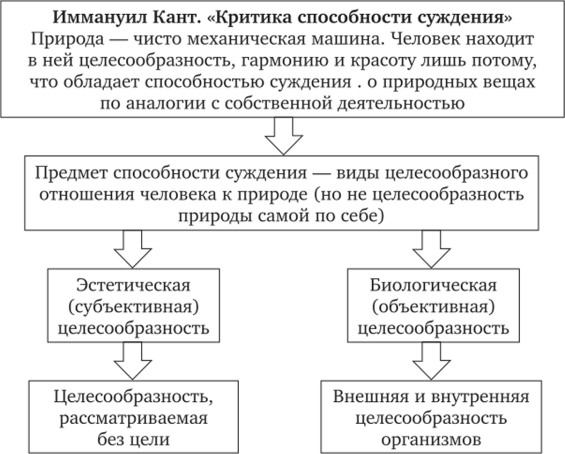 Иммануил Кант. «Критика способности суждения»
Природа — чисто механическая машина. Человек находит
в ней целесообразность, гармонию и красоту лишь потому,
что обладает способностью суждения . о природных вещах
по аналогии с собственной деятельностью
Предмет способности суждения — виды целесообразного
отношения человека к природе (но не целесообразность
природы самой по себе)
Эстетическая
(субъективная)
целесообразность
Биологическая
(объективная)
целесообразность
Целесообразность,
рассматриваемая
без цели
Внешняя и внутренняя
целесообразность
организмов